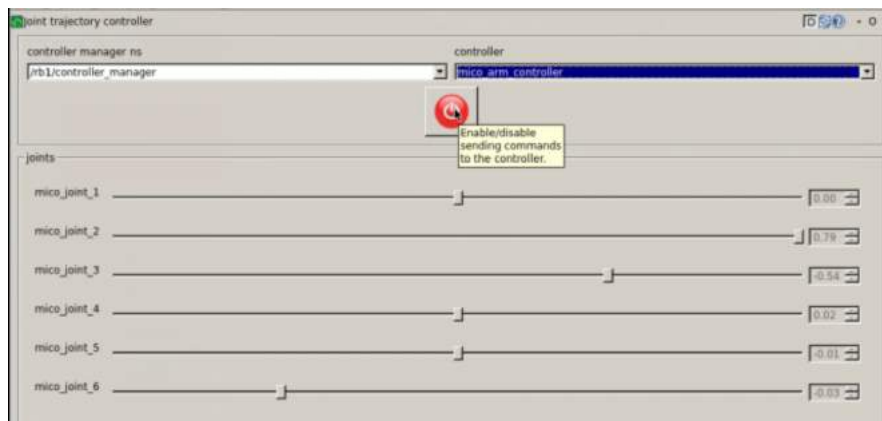 joint trajectory controller
controller manager ns
controller
/rb1/controller_manager
mico_arm_controller
Enable/disable
sending commands
to the controller.
joints
mico_joint_1
0.00
mico_joint_2
0.79
mico_joint_3
-0.54
mico_joint_4
0.02
mico_joint_5
-0.01
mico_joint_6
-0.03